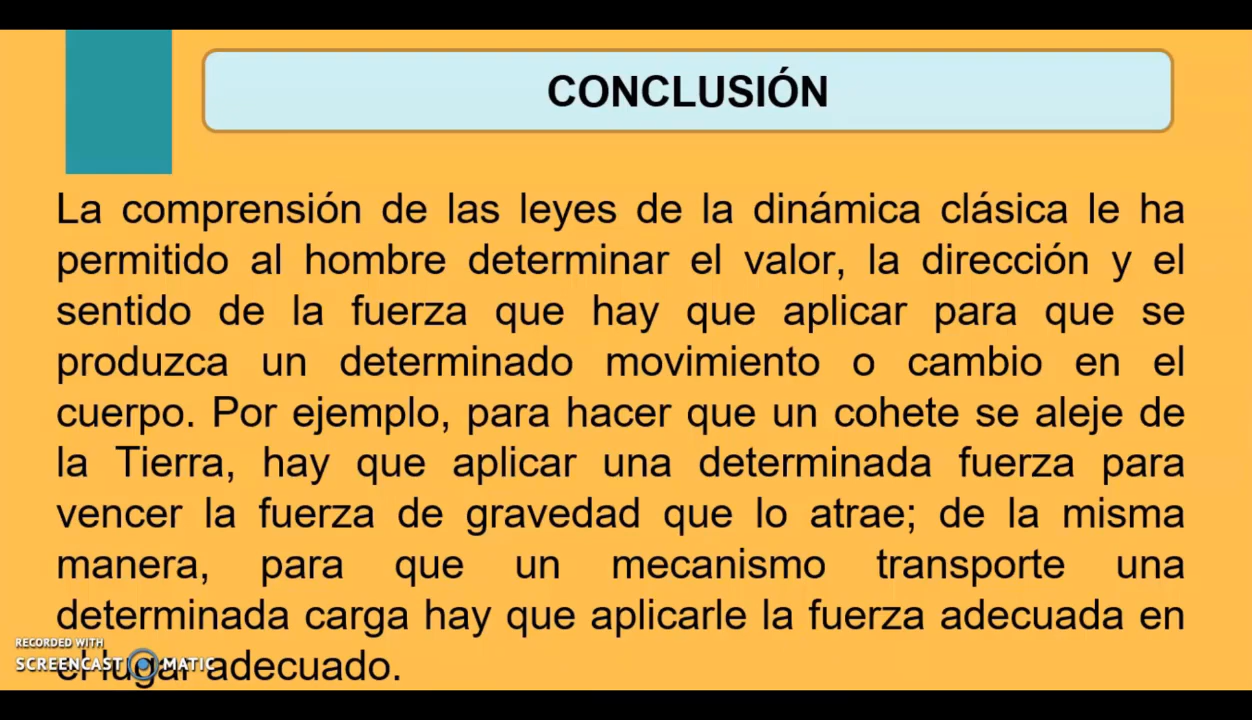 CONCLUSIÓN
La comprensión de las leyes de la dinámica clásica le ha
permitido al hombre determinar el valor, la dirección y el
sentido de la fuerza que hay que aplicar para que se
produzca un determinado movimiento o cambio en el
cuerpo. Por ejemplo, para hacer que un cohete se aleje de
la Tierra, hay que aplicar una determinada fuerza para
vencer la fuerza de gravedad que lo atrae; de la misma
manera, para que un mecanismo transporte una
determinada carga hay que aplicarle la fuerza adecuada en
el lugar adecuado.
RECORDED WITH
SCREENCAST MATIC